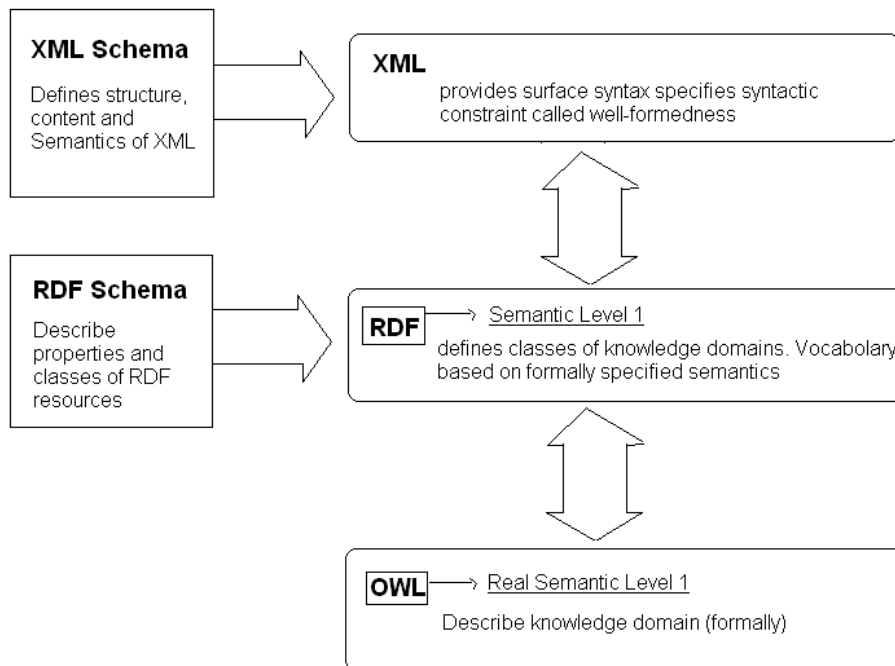 XML Schema
Defines structure,
content and
Semantics of XML
XML
provides surface syntax specifies syntactic
constraint called well-formedness
RDF Schema
Describe
properties and
classes of RDF
resources
RDF
Semantic Level 1
defines classes of knowledge domains. Vocabolary
based on formally specified semantics
OWL
Real Semantic Level 1
Describe knowledge domain (formally)